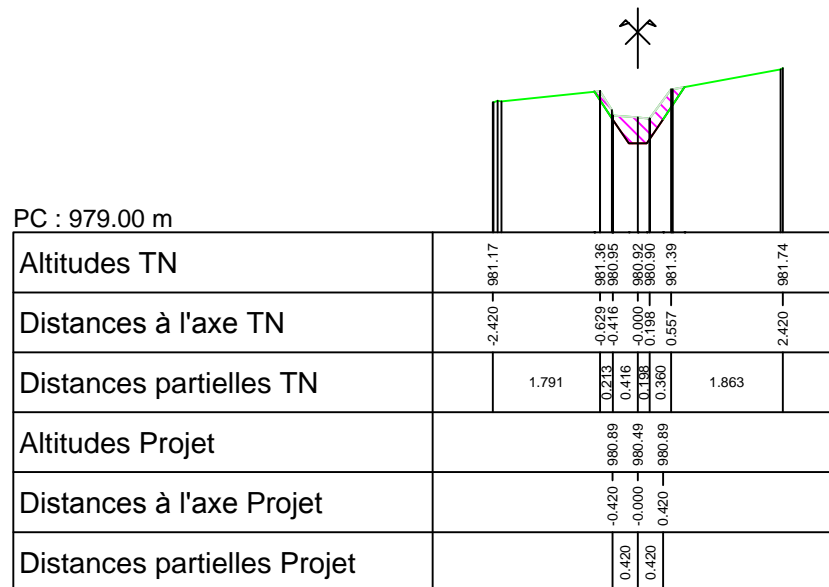 PC : 979.00 m
Altitudes TN 981.17 981.36 980.95 980.92 980.90 981.39 981.74
Distances à l'axe TN -2.420 -0.629 -0.416 -0.000 0.198 0.557 2.420
Distances partielles TN 1.791 0.213 0.416 0.198 0.360 1.863
Altitudes Projet 980.89 980.49 980.89
Distances à l'axe Projet -0.420 -0.000 0.420
Distances partielles Projet 0.420 0.420